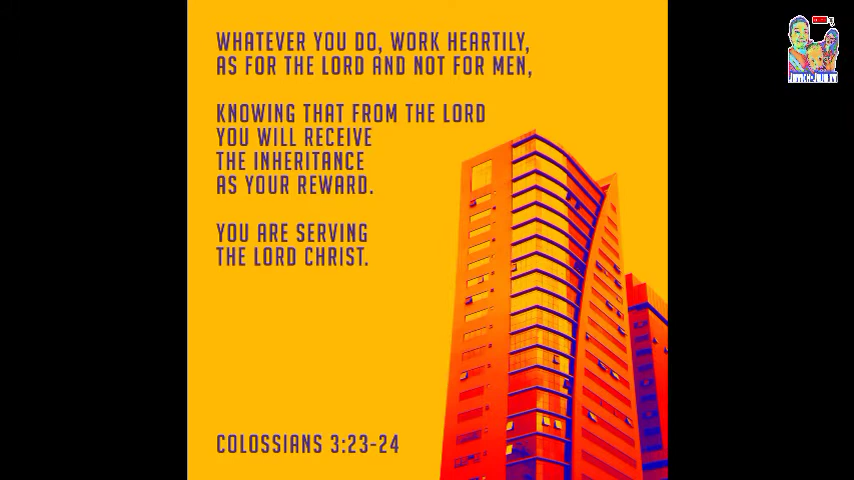 WHATEVER YOU DO, WORK HEARTILY,
AS FOR THE LORD AND NOT FOR MEN,
KNOWING THAT FROM THE LORD
YOU WILL RECEIVE
THE INHERITANCE
AS YOUR REWARD.
YOU ARE SERVING
THE LORD CHRIST.
COLOSSIANS 3:23-24